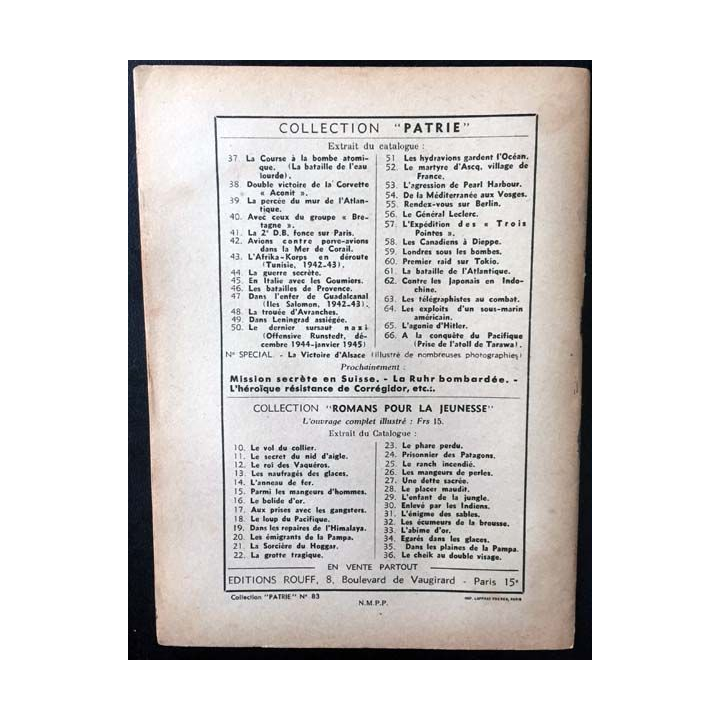 COLLECTION "PATRIE"
Extrait du catalogue :
37. La Course à la bombe atomi-
que. (La bataille de l'eau
lourde).
38. Double victoire de la Corvette
« Aconit ».
39. La percée du mur de l'Atlan-
tique.
40. Avec ceux du groupe « Bre-
tagne ».
41. La 2e D.B. fonce sur Paris.
42. Avions contre porve-avions
dans la Mer de Corail.
43. L'Afrika-Korps en déroute
(Tunisie, 1942-43).
44. La guerre secrète.
45. En Italie avec les Goumiers.
46. Les batailles de Provence.
47. Dans l'enfer de Guadalcanal
(Iles Salomon, 1942-43).
48. La trouée d'Avranches.
49. Dans Leningrad assiégée.
50. Le dernier sursaut nazi
(Offensive Runstedt, dé-
cembre 1944-janvier 1945)
51. Les hydravions gardent l'Océan.
52. Le martyre d'Ascq, village de
France.
53. L'agression de Pearl Harbour.
54. De la Méditerranée aux Vosges.
55. Rendez-vous sur Berlin.
56. Le Général Leclerc.
57. L'Expédition des « Trois
Pointes ».
58. Les Canadiens à Dieppe.
59. Londres sous les bombes.
60. Premier raid sur Tokio.
61. La bataille de l'Atlantique.
62. Contre les Japonais en Indo-
chine.
63. Les télégraphistes au combat.
64. Les exploits d'un sous-marin
américain.
65. L'agonie d'Hitler.
66. A la conquête du Pacifique
(Prise de l'atoll de Tarawa).
N° SPECIAL. - La Victoire d'Alsace (illustré de nombreuses photographies)
Prochainement :
Mission secrète en Suisse. - La Ruhr bombardée. -
L'héroïque résistance de Corrégidor, etc...
COLLECTION "ROMANS POUR LA JEUNESSE"
L'ouvrage complet illustré : Frs 15.
Extrait du Catalogue :
10. Le vol du collier.
11. Le secret du nid d'aigle.
12. Le roi des Vaquéros.
13. Les naufragés des glaces.
14. L'anneau de fer.
15. Parmi les mangeurs d'hommes.
16. Le bolide d'or.
17. Aux prises avec les gangsters.
18. Le loup du Pacifique.
19. Dans les repaires de l'Himalaya.
20. Les émigrants de la Pampa.
21. La Sorcière du Hoggar.
22. La grotte tragique.
23. Le phare perdu.
24. Prisonnier des Patagons.
25. Le ranch incendié.
26. Les mangeurs de perles.
27. Une dette sacrée.
28. Le placer maudit.
29. L'enfant de la jungle.
30. Enlevé par les Indiens.
31. L'énigme des sables.
32. Les écumeurs de la brousse.
33. L'abime d'or.
34. Egarés dans les glaces.
35. Dans les plaines de la Pampa.
36. Le cheik au double visage.
EN VENTE PARTOUT
EDITIONS ROUFF, 8, Boulevard de Vaugirard - Paris 15e
Collection "PATRIE" N° 83
N.M.P.P.
IMP. LAFFRAY FRÈRES, PARIS